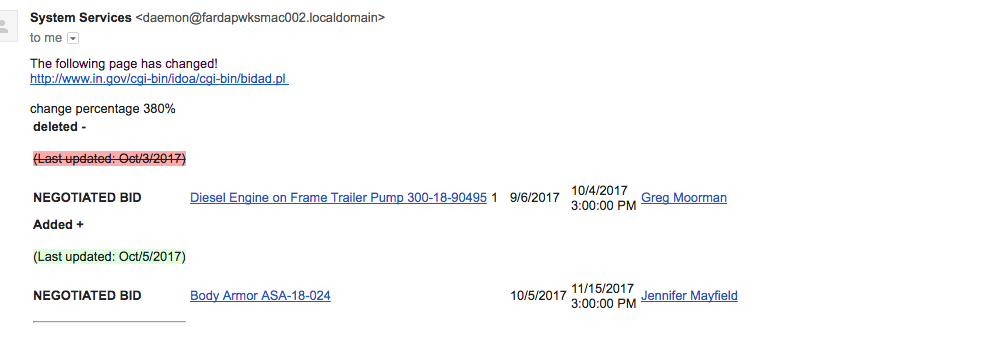 System Services <daemon@fardapwksmac002.localdomain>
to me
The following page has changed!
http://www.in.gov/cgi-bin/idoa/cgi-bin/bidad.pl
change percentage 380%
deleted -
(Last updated: Oct/3/2017)
NEGOTIATED BID Diesel Engine on Frame Trailer Pump 300-18-90495 1 9/6/2017 10/4/2017 3:00:00 PM Greg Moorman
Added +
(Last updated: Oct/5/2017)
NEGOTIATED BID Body Armor ASA-18-024 10/5/2017 11/15/2017 3:00:00 PM Jennifer Mayfield